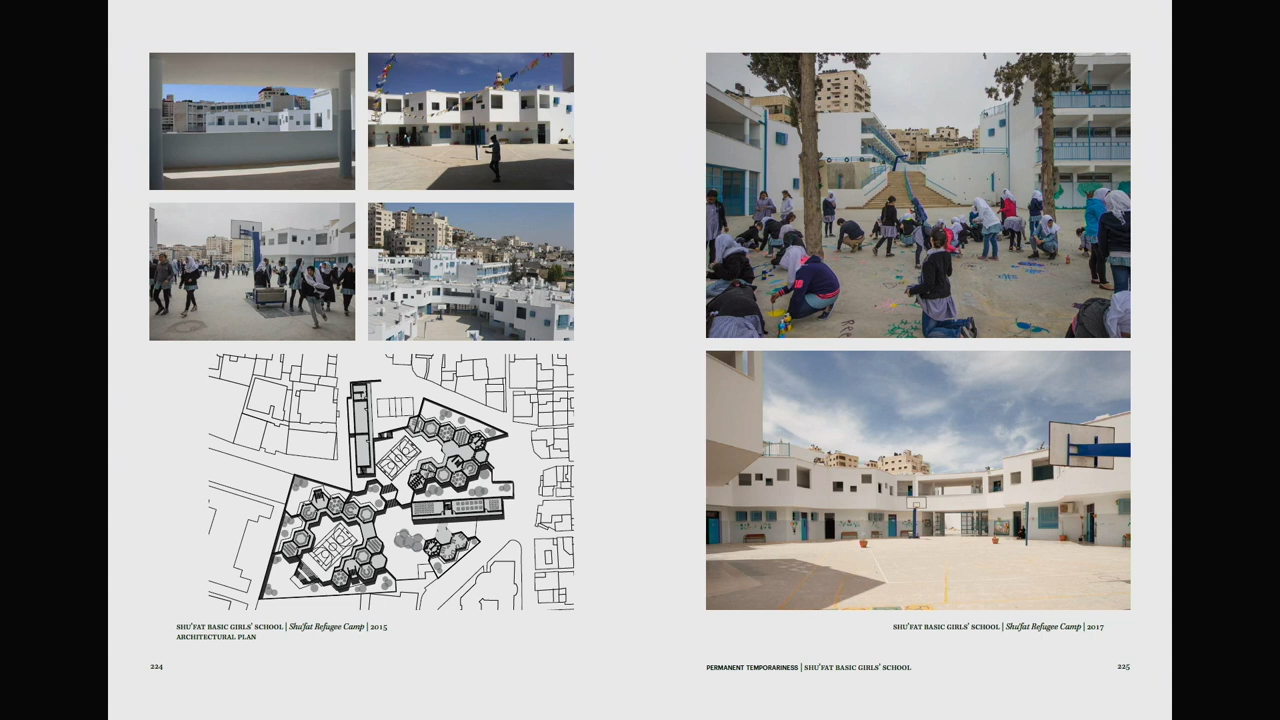 SHU'FAT BASIC GIRLS' SCHOOL | Shu'fat Refugee Camp | 2015
ARCHITECTURAL PLAN
224
SHU'FAT BASIC GIRLS' SCHOOL | Shu'fat Refugee Camp | 2017
PERMANENT TEMPORARINESS | SHU'FAT BASIC GIRLS' SCHOOL
225